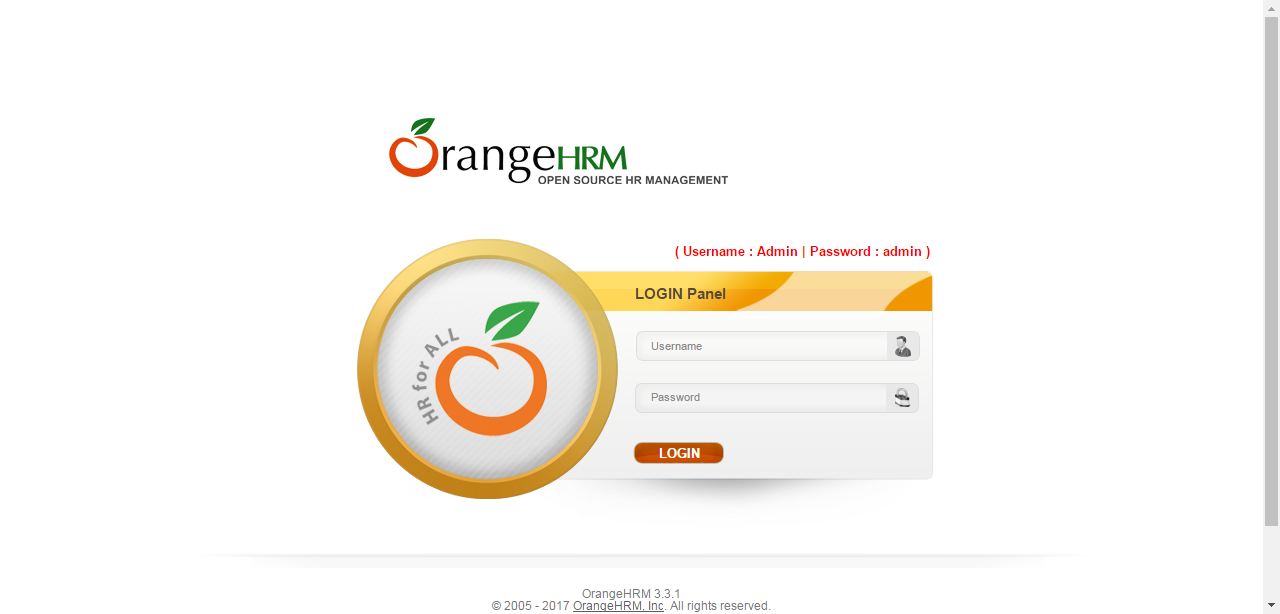 OrangeHRM
OPEN SOURCE HR MANAGEMENT
( Username : Admin | Password : admin )
LOGIN Panel
HR for ALL
Username
Password
LOGIN
OrangeHRM 3.3.1
© 2005 - 2017 OrangeHRM, Inc. All rights reserved.